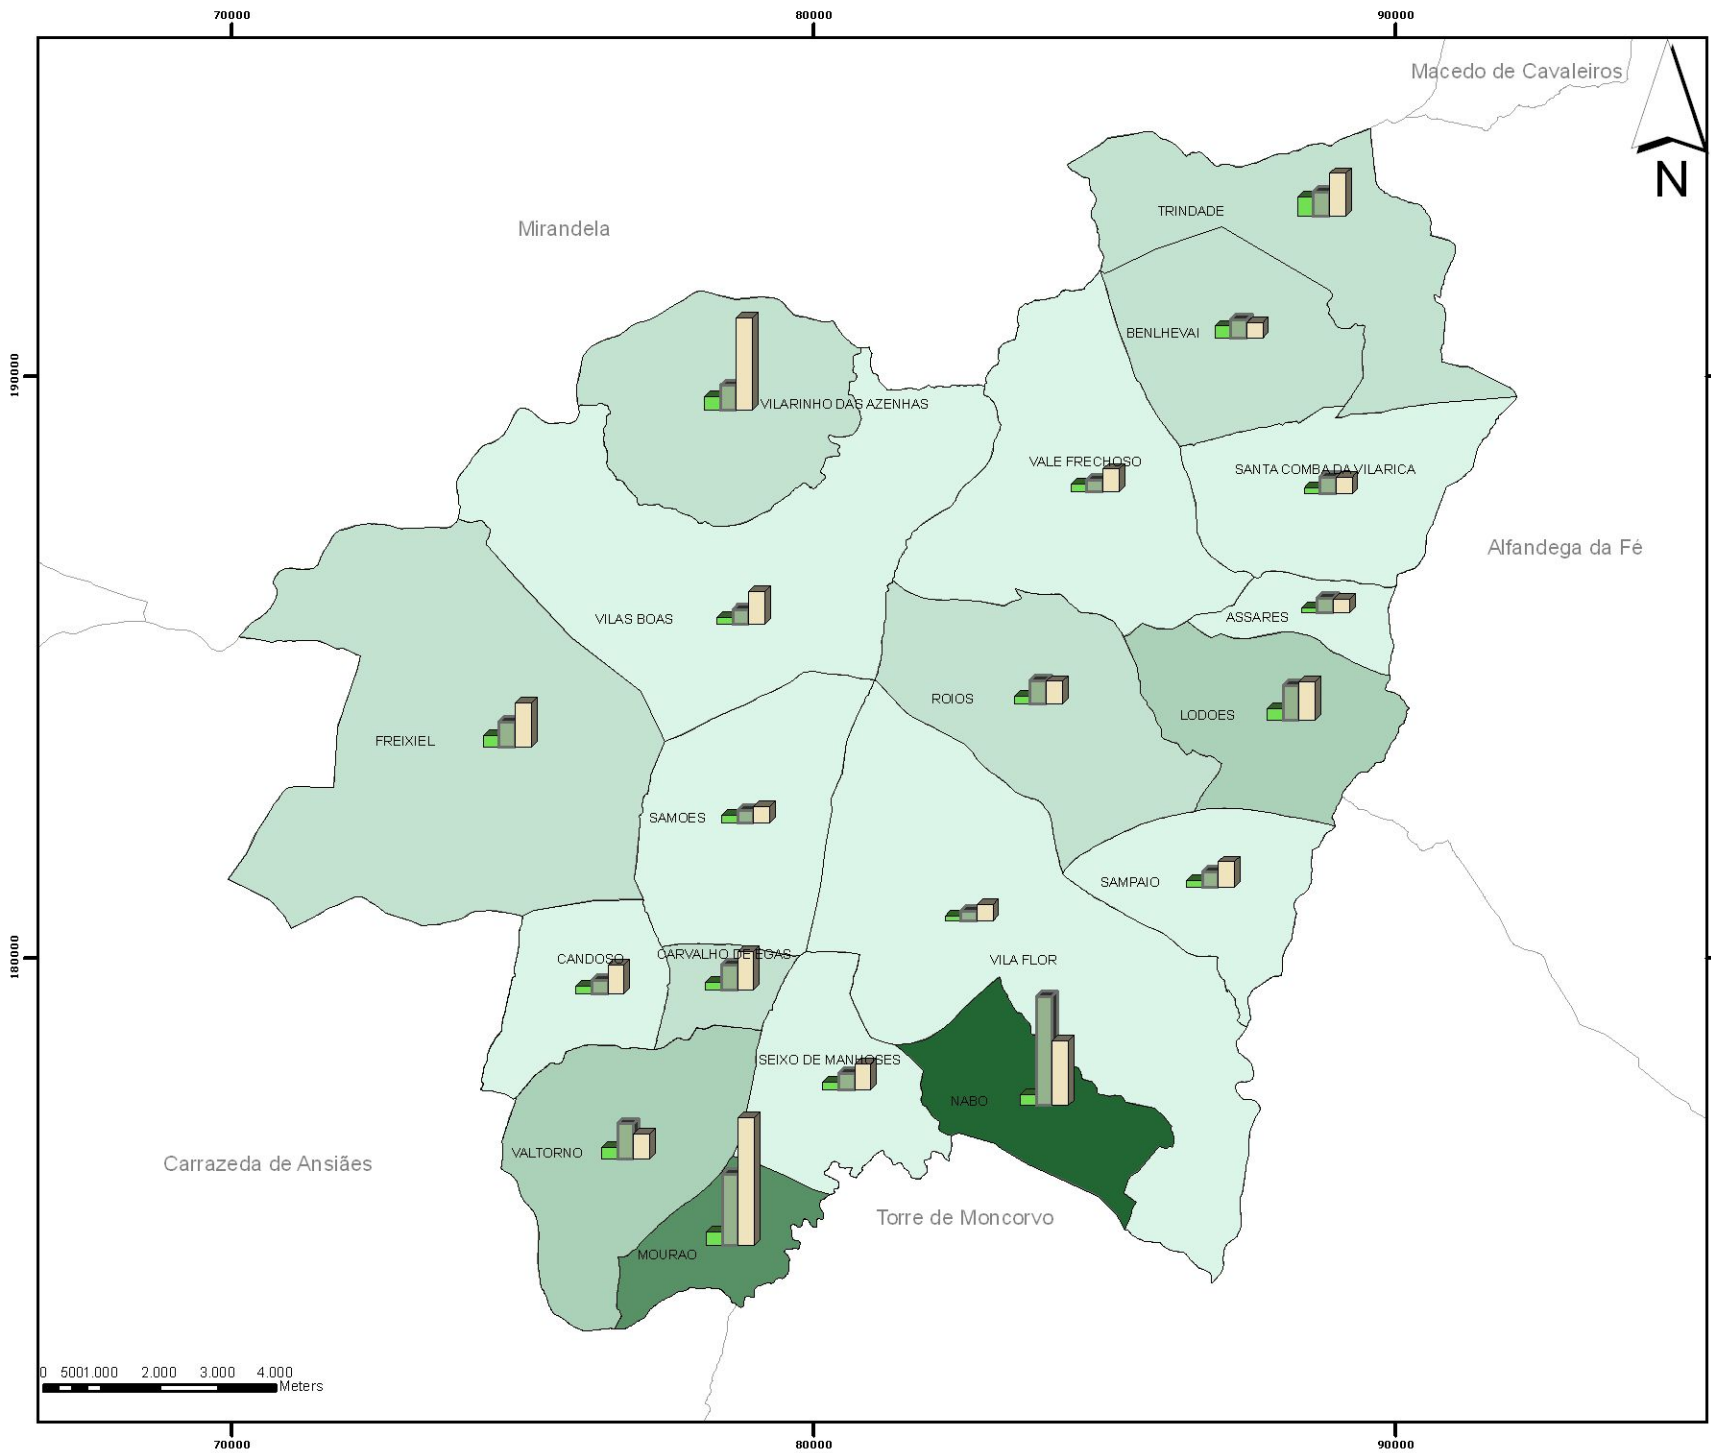 70000 80000 90000
Macedo de Cavaleiros
N
TRINDADE
Mirandela
BENLHEVAI
190000
VILARINHO DAS AZENHAS
VALE FRECHOSO
SANTA COMBA DA VILARICA
Alfandega da Fé
VILAS BOAS
ASSARES
ROIOS
LODOES
FREIXIEL
SAMOES
SAMPAIO
180000
CANDOSO
CARVALHO DE EGAS
VILA FLOR
SEIXO DE MANHOSES
NABO
VALTORNO
Carrazeda de Ansiães
Torre de Moncorvo
MOURAO
0 500 1.000 2.000 3.000 4.000
Meters
70000 80000 90000